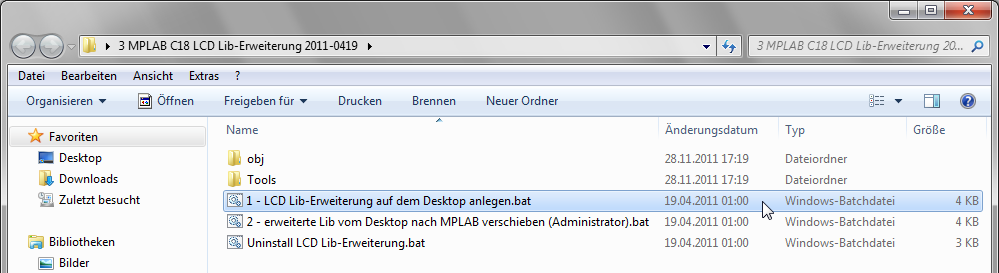 3 MPLAB C18 LCD Lib-Erweiterung 2011-0419
3 MPLAB C18 LCD Lib-Erweiterung 20...
Datei Bearbeiten Ansicht Extras ?
Organisieren Öffnen Freigeben für Drucken Brennen Neuer Ordner
Favoriten
Desktop
Downloads
Zuletzt besucht
Bibliotheken
Bilder
Name Änderungsdatum Typ Größe
obj 28.11.2011 17:19 Dateiordner
Tools 28.11.2011 17:19 Dateiordner
1 - LCD Lib-Erweiterung auf dem Desktop anlegen.bat 19.04.2011 01:00 Windows-Batchdatei 4 KB
2 - erweiterte Lib vom Desktop nach MPLAB verschieben (Administrator).bat 19.04.2011 01:00 Windows-Batchdatei 4 KB
Uninstall LCD Lib-Erweiterung.bat 19.04.2011 01:00 Windows-Batchdatei 3 KB